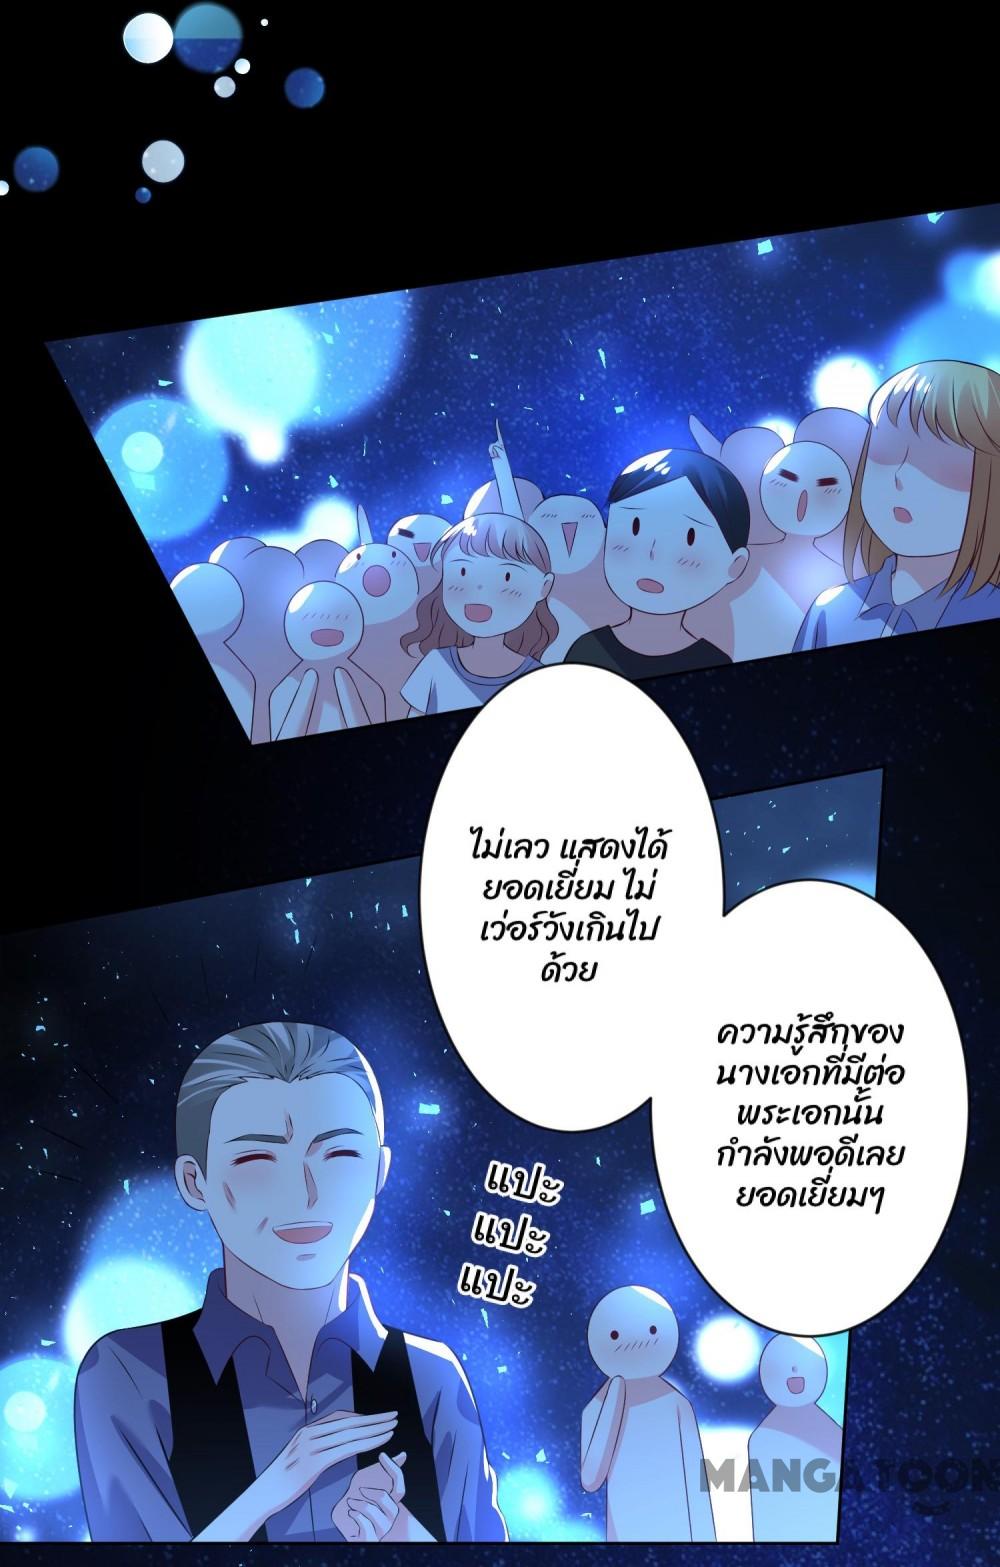 ไม่เลว แสดงได้
ยอดเยี่ยม ไม่
เว่อร์วังเกินไป
ด้วย
ความรู้สึกของ
นางเอกที่มีต่อ
พระเอกนั้น
กำลังพอดีเลย
ยอดเยี่ยมๆ
แปะ
แปะ
แปะ
MANGATOON